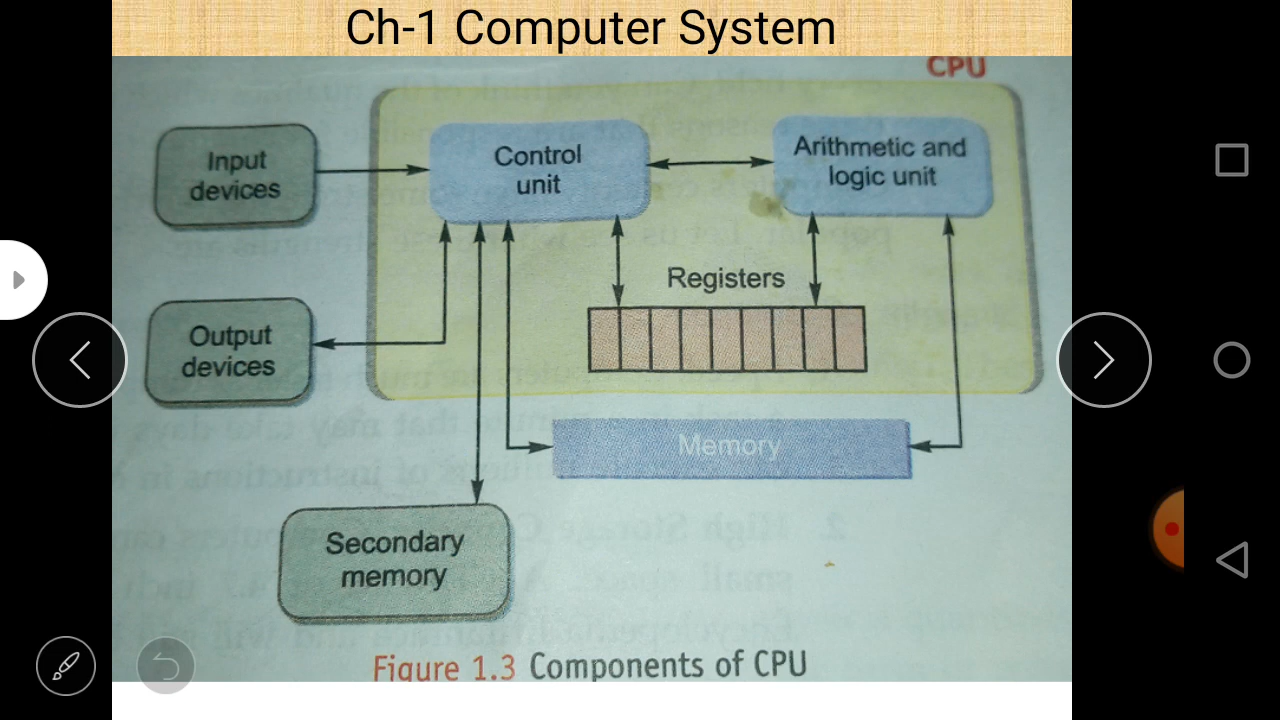 Ch-1 Computer System
CPU
Input
devices
Control
unit
Arithmetic and
logic unit
Registers
Output
devices
Memory
Secondary
memory
Figure 1.3 Components of CPU